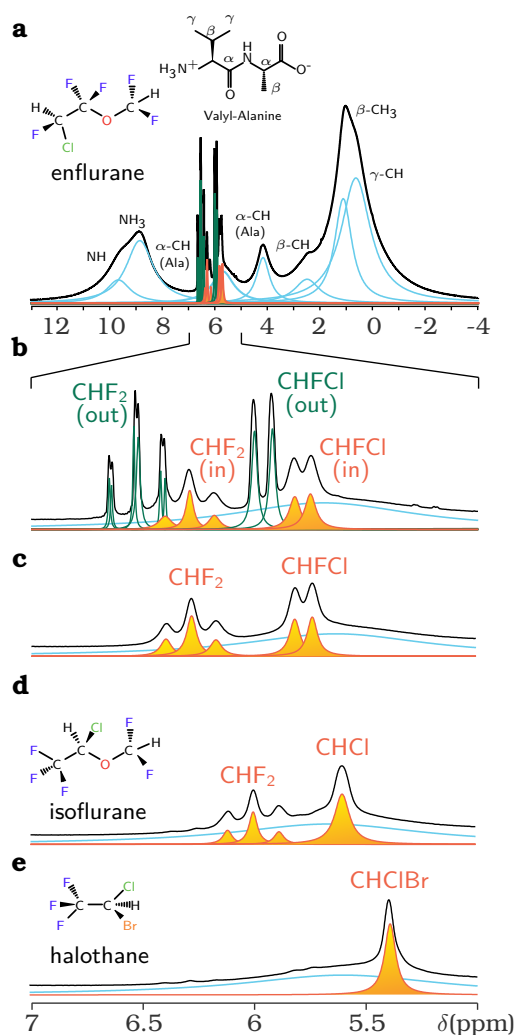 a
γ γ
β
H₃N⁺ α H N α O
O β O⁻
Valyl-Alanine
F F F
H C C H
F O F
Cl
enflurane
β-CH₃
γ-CH
NH₃
NH
α-CH
(Ala)
α-CH
(Ala)
β-CH
12 10 8 6 4 2 0 -2 -4
b
CHF₂
(out)
CHFCl
(out)
CHF₂
(in)
CHFCl
(in)
c
CHF₂
CHFCl
d
H Cl F
F C C H
F F O F
isoflurane
CHF₂
CHCl
e
F Cl
F C C H
F Br
halothane
CHClBr
7 6.5 6 5.5 δ(ppm)